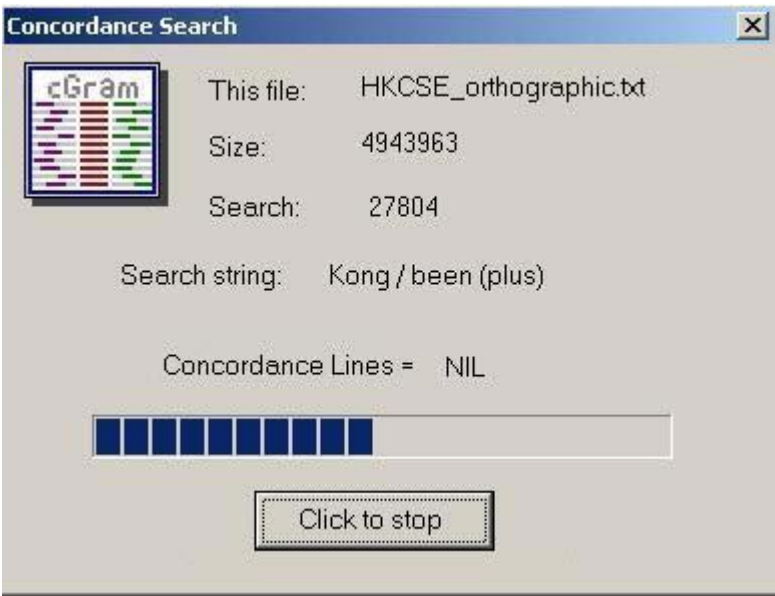 Concordance Search
cGram
This file: HKCSE_orthographic.txt
Size: 4943963
Search: 27804
Search string: Kong / been (plus)
Concordance Lines = NIL
Click to stop